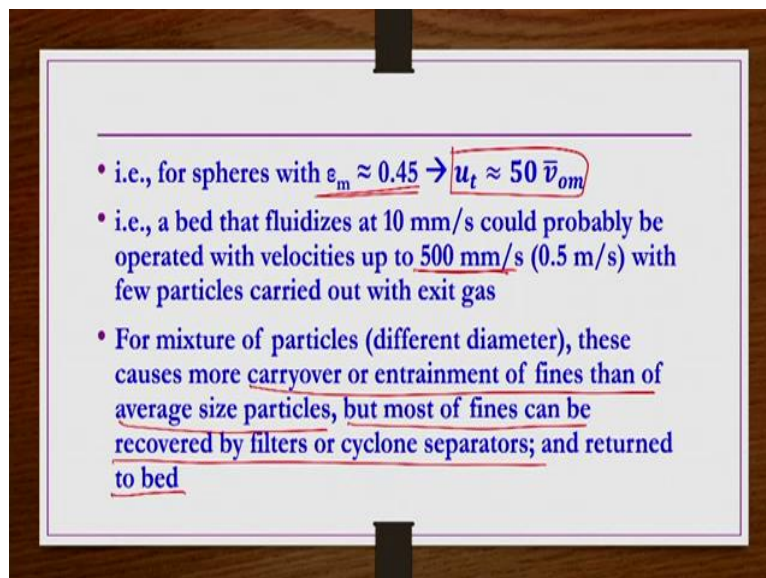 • i.e., for spheres with εₘ ≈ 0.45 → uₜ ≈ 50 v̄ₒₘ
• i.e., a bed that fluidizes at 10 mm/s could probably be
operated with velocities up to 500 mm/s (0.5 m/s) with
few particles carried out with exit gas
• For mixture of particles (different diameter), these
causes more carryover or entrainment of fines than of
average size particles, but most of fines can be
recovered by filters or cyclone separators; and returned
to bed